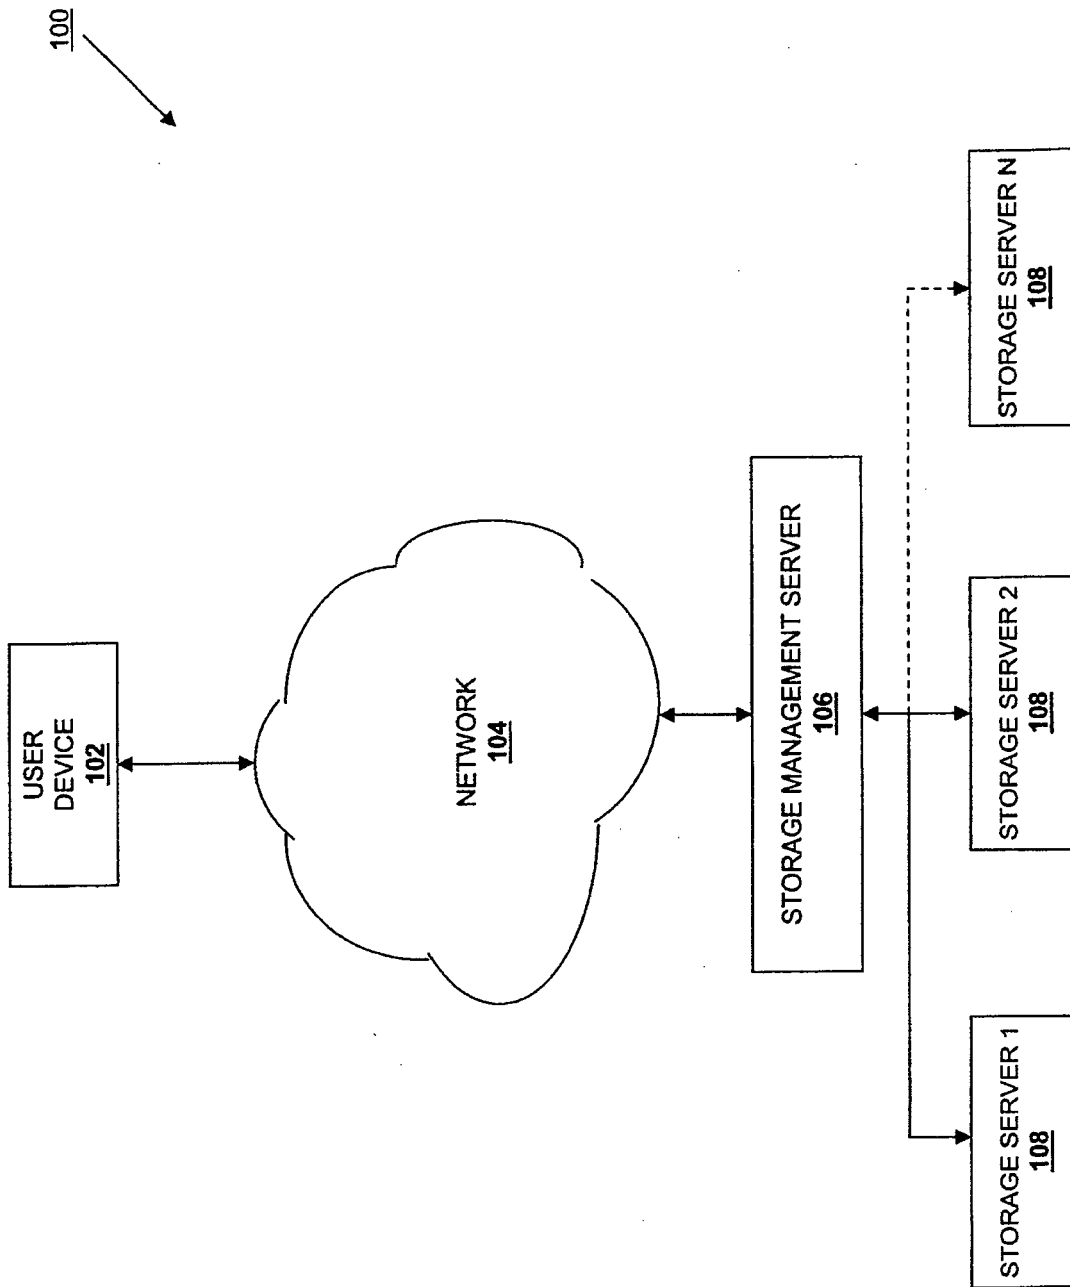 100
USER
DEVICE
102
NETWORK
104
STORAGE MANAGEMENT SERVER
106
STORAGE SERVER 1
108
STORAGE SERVER 2
108
STORAGE SERVER N
108